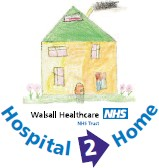 Walsall Healthcare NHS
NHS Trust
Hospital 2 Home